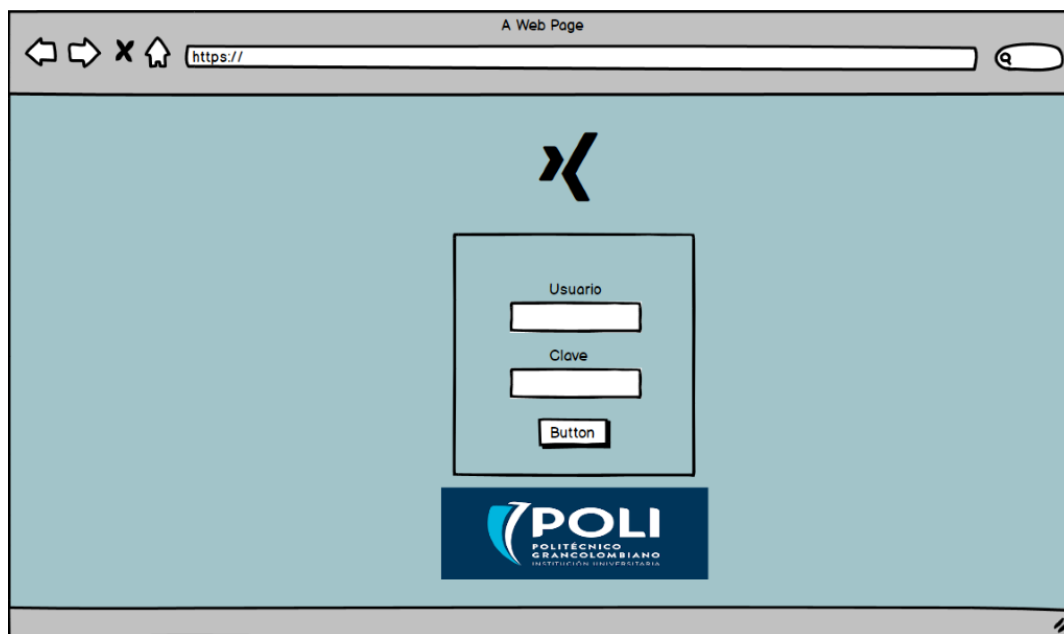 A Web Page
https://
Usuario
Clave
Button
POLI
POLITÉCNICO
GRANCOLOMBIANO
INSTITUCIÓN UNIVERSITARIA